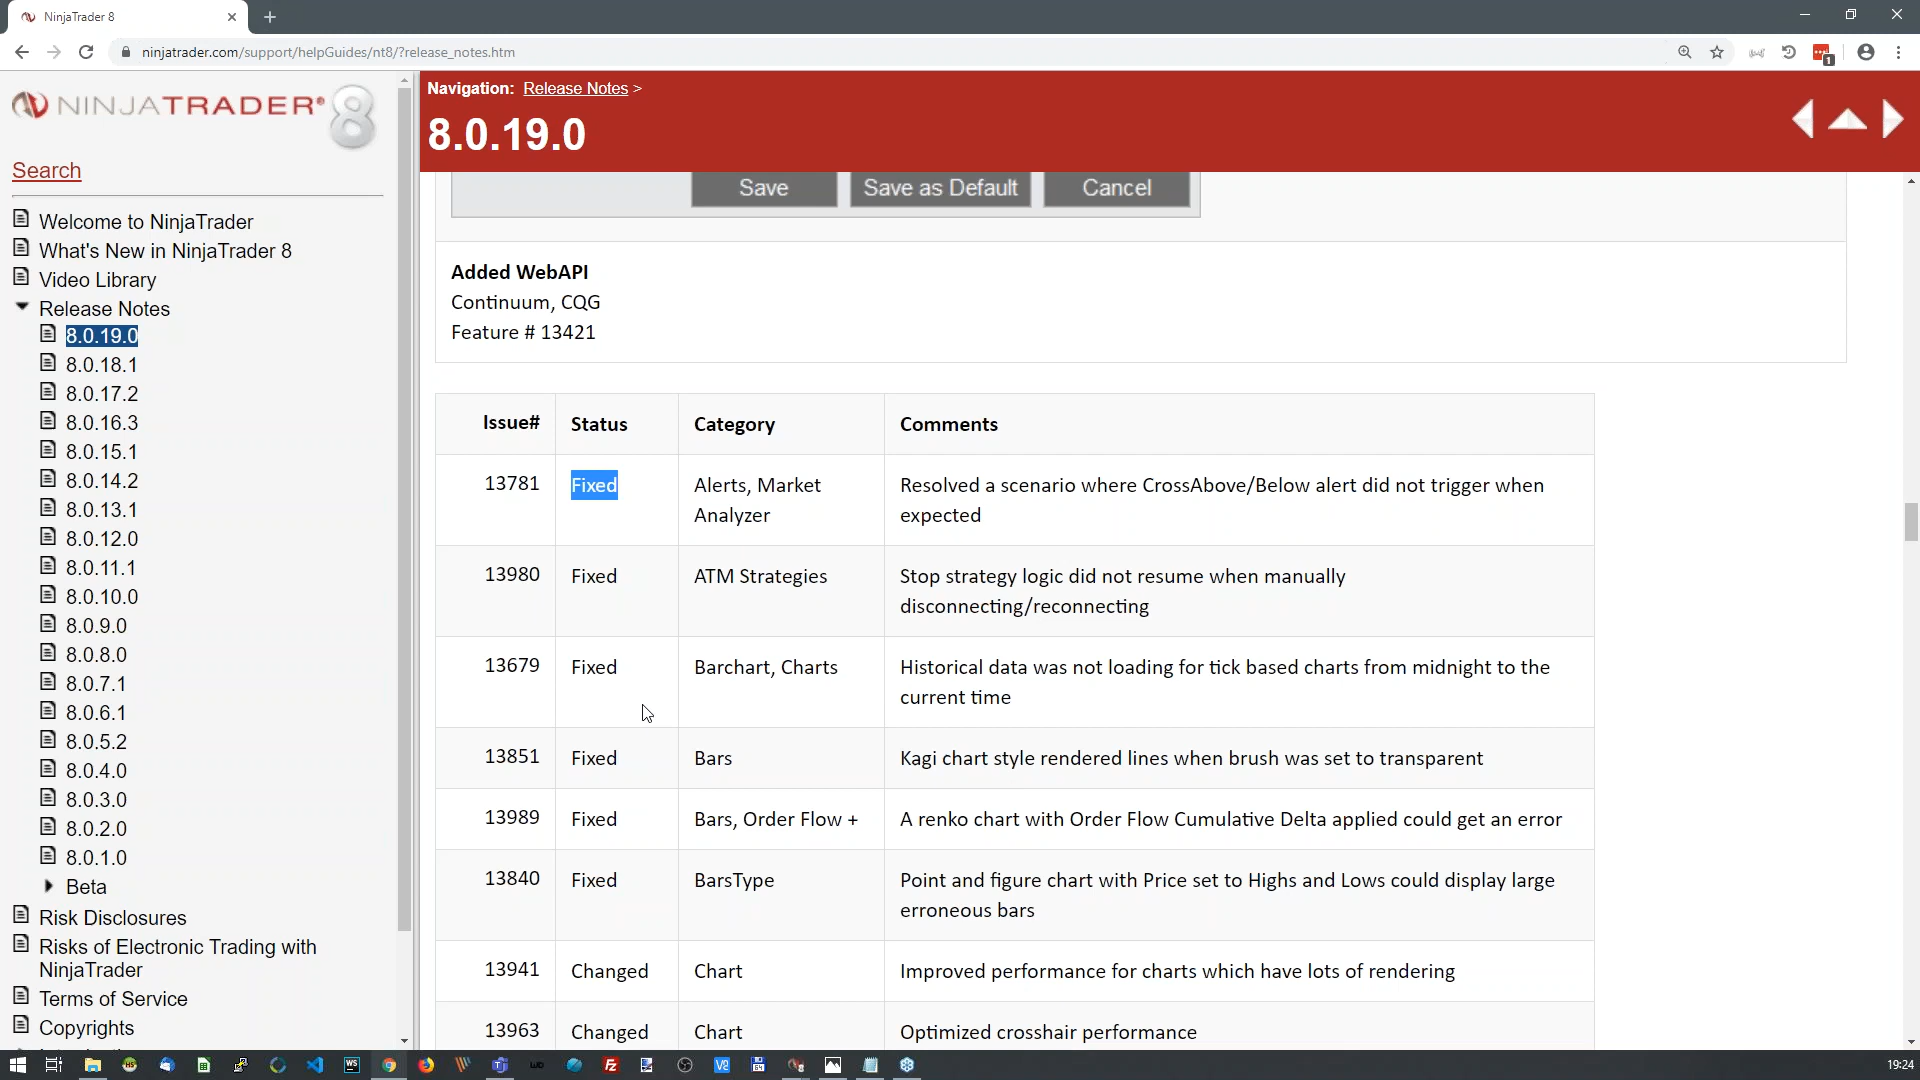 NinjaTrader 8
ninjatrader.com/support/helpGuides/nt8/?release_notes.htm
1
NINJATRADER® 8
Search
Welcome to NinjaTrader
What's New in NinjaTrader 8
Video Library
Release Notes
8.0.19.0
8.0.18.1
8.0.17.2
8.0.16.3
8.0.15.1
8.0.14.2
8.0.13.1
8.0.12.0
8.0.11.1
8.0.10.0
8.0.9.0
8.0.8.0
8.0.7.1
8.0.6.1
8.0.5.2
8.0.4.0
8.0.3.0
8.0.2.0
8.0.1.0
Beta
Risk Disclosures
Risks of Electronic Trading with
NinjaTrader
Terms of Service
Copyrights
Navigation: Release Notes >
8.0.19.0
Save Save as Default Cancel
Added WebAPI
Continuum, CQG
Feature # 13421
Issue# Status Category Comments
13781 Fixed Alerts, Market Resolved a scenario where CrossAbove/Below alert did not trigger when
Analyzer expected
13980 Fixed ATM Strategies Stop strategy logic did not resume when manually
disconnecting/reconnecting
13679 Fixed Barchart, Charts Historical data was not loading for tick based charts from midnight to the
current time
13851 Fixed Bars Kagi chart style rendered lines when brush was set to transparent
13989 Fixed Bars, Order Flow + A renko chart with Order Flow Cumulative Delta applied could get an error
13840 Fixed BarsType Point and figure chart with Price set to Highs and Lows could display large
erroneous bars
13941 Changed Chart Improved performance for charts which have lots of rendering
13963 Changed Chart Optimized crosshair performance
19:24